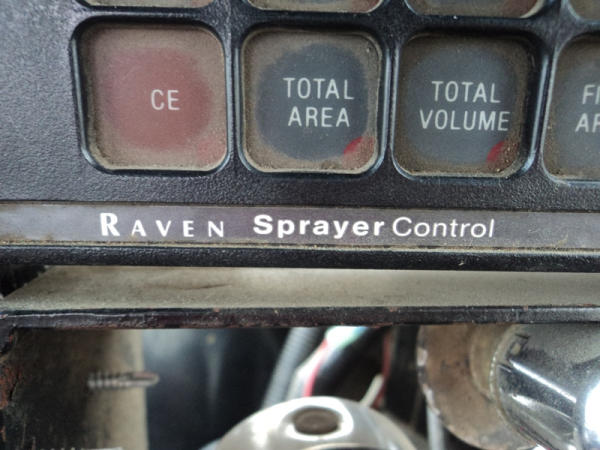 CE
TOTAL
AREA
TOTAL
VOLUME
RAVEN Sprayer Control